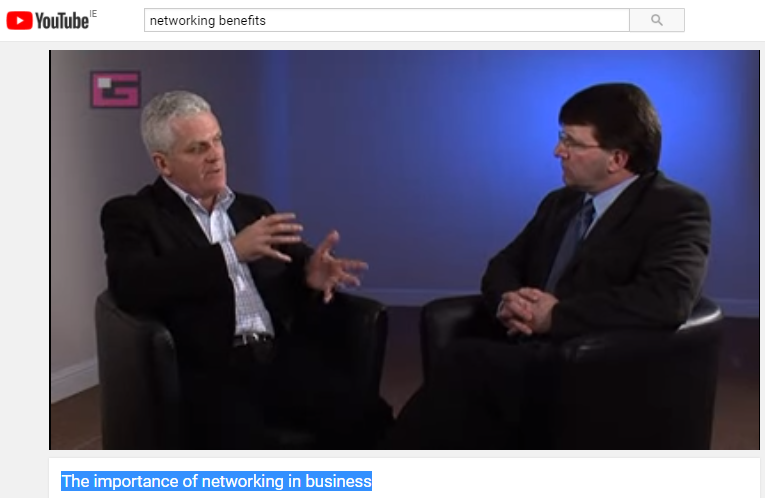 YouTube IE
networking benefits
G
The importance of networking in business